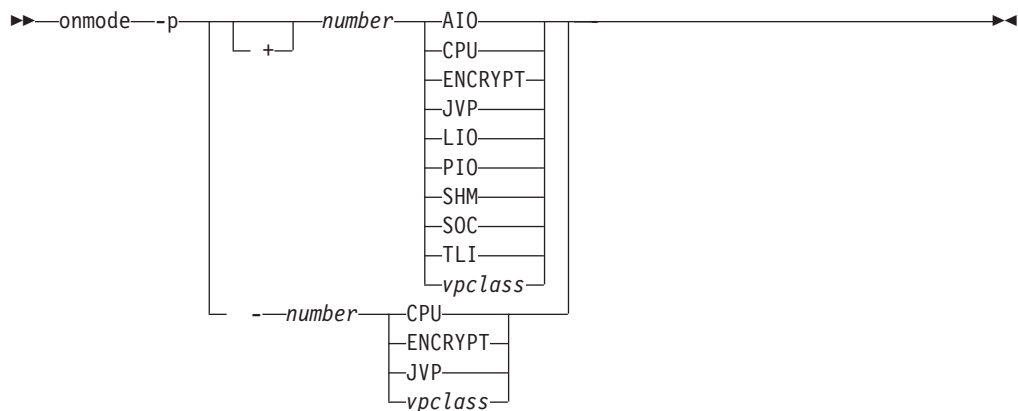 onmode -p + number AIO
CPU
ENCRYPT
JVP
LIO
PIO
SHM
SOC
TLI
vpclass
- number CPU
ENCRYPT
JVP
vpclass